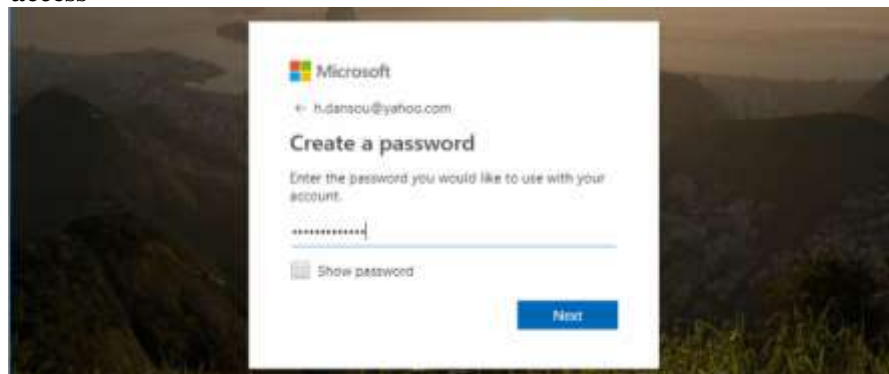 access
Microsoft
← h.dansou@yahoo.com
Create a password
Enter the password you would like to use with your
account.
•••••••••••••
Show password
Next